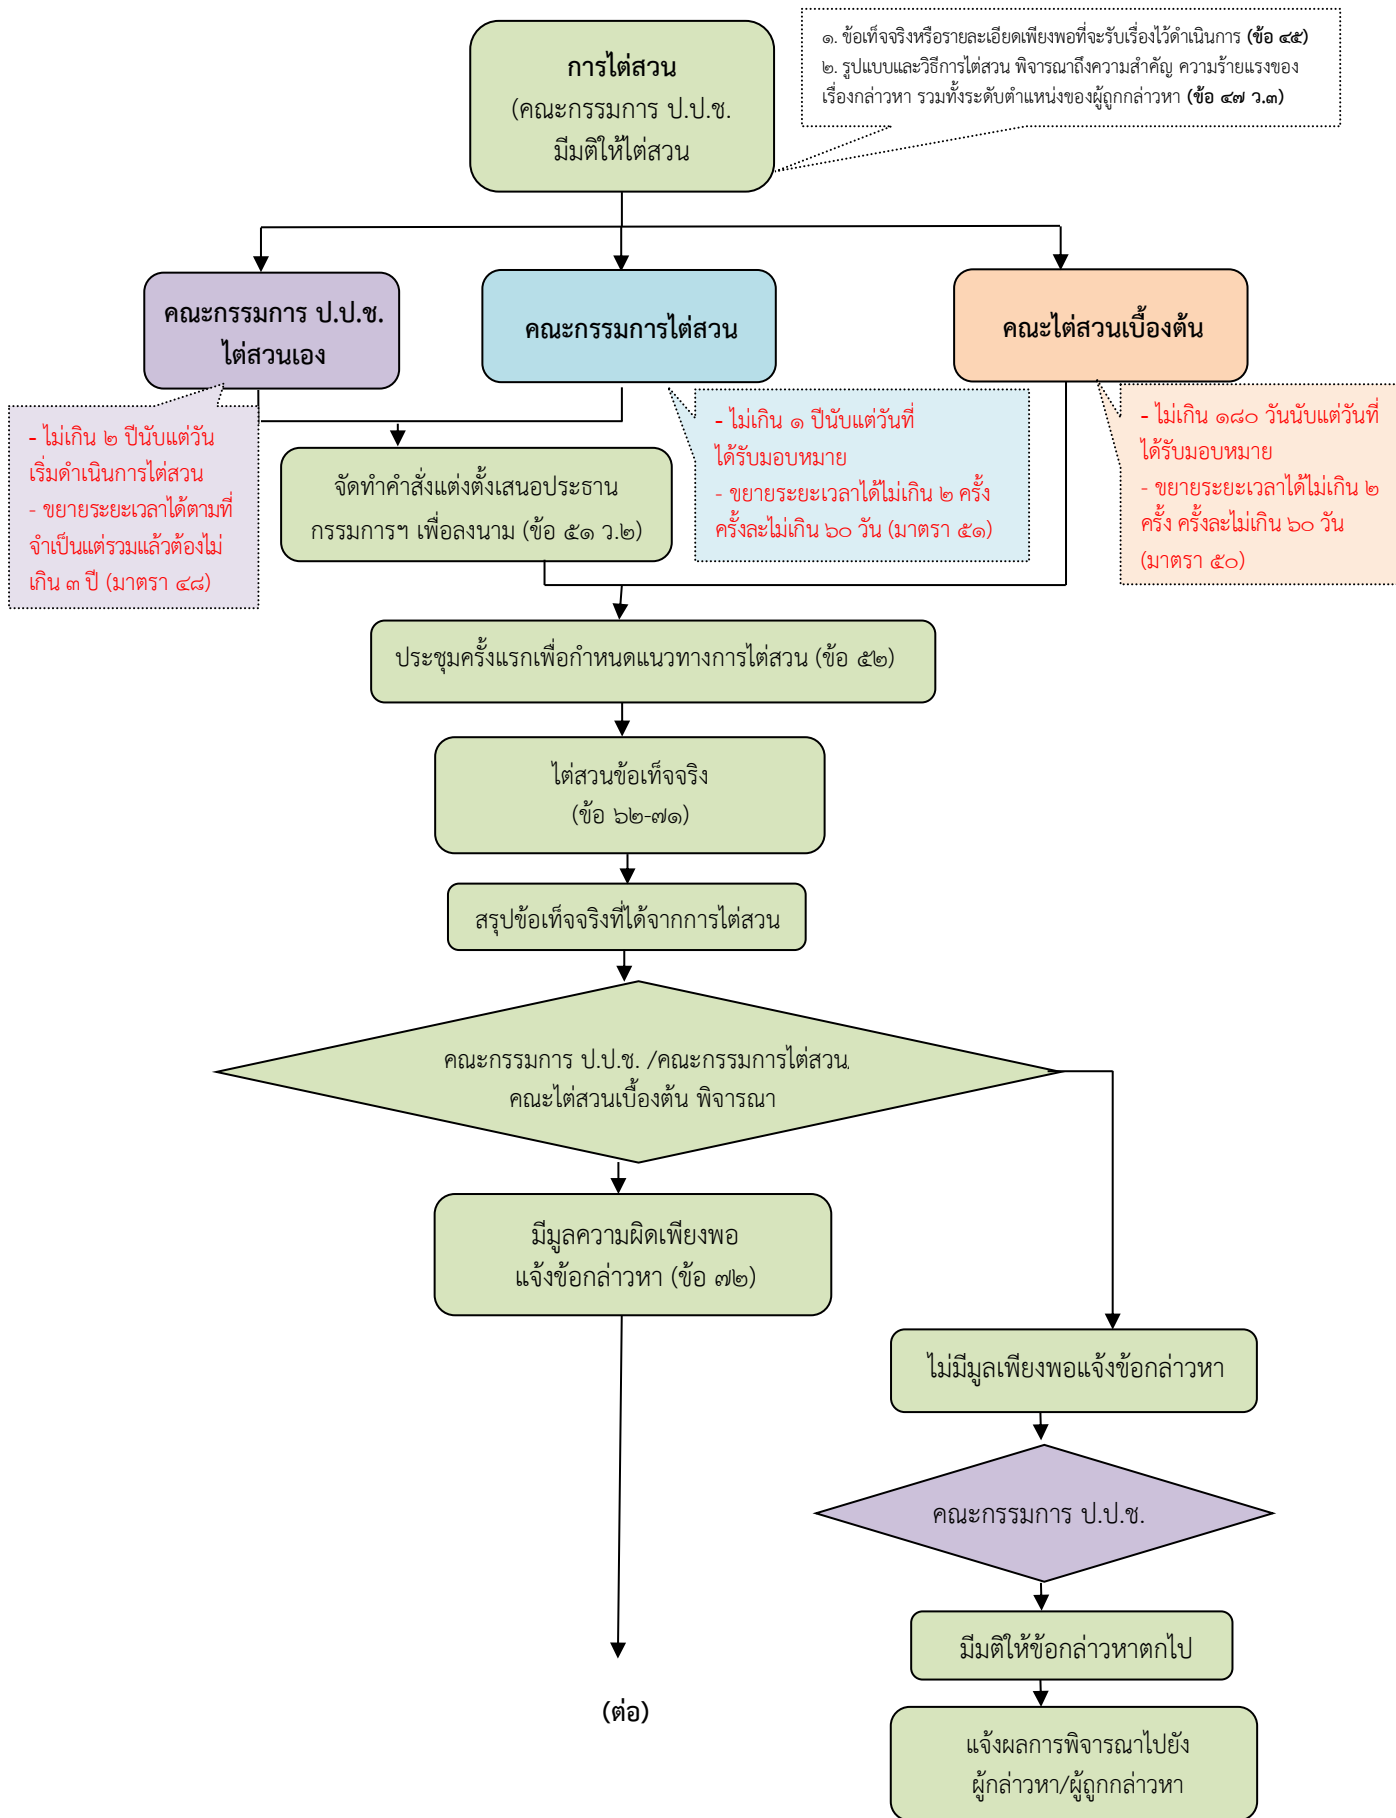 ๑. ข้อเท็จจริงหรือรายละเอียดเพียงพอที่จะรับเรื่องไว้ดำเนินการ (ข้อ ๔๕)
๒. รูปแบบและวิธีการไต่สวน พิจารณาถึงความสำคัญ ความร้ายแรงของ
เรื่องกล่าวหา รวมทั้งระดับตำแหน่งของผู้ถูกกล่าวหา (ข้อ ๔๗ ว.๓)
การไต่สวน
(คณะกรรมการ ป.ป.ช.
มีมติให้ไต่สวน
คณะกรรมการ ป.ป.ช.
ไต่สวนเอง
คณะกรรมการไต่สวน
คณะไต่สวนเบื้องต้น
- ไม่เกิน ๒ ปีนับแต่วัน
เริ่มดำเนินการไต่สวน
- ขยายระยะเวลาได้ตามที่
จำเป็นแต่รวมแล้วต้องไม่
เกิน ๓ ปี (มาตรา ๔๘)
- ไม่เกิน ๑ ปีนับแต่วันที่
ได้รับมอบหมาย
- ขยายระยะเวลาได้ไม่เกิน ๒ ครั้ง
ครั้งละไม่เกิน ๖๐ วัน (มาตรา ๕๑)
- ไม่เกิน ๑๘๐ วันนับแต่วันที่
ได้รับมอบหมาย
- ขยายระยะเวลาได้ไม่เกิน ๒
ครั้ง ครั้งละไม่เกิน ๖๐ วัน
(มาตรา ๕๐)
จัดทำคำสั่งแต่งตั้งเสนอประธาน
กรรมการฯ เพื่อลงนาม (ข้อ ๕๑ ว.๒)
ประชุมครั้งแรกเพื่อกำหนดแนวทางการไต่สวน (ข้อ ๕๒)
ไต่สวนข้อเท็จจริง
(ข้อ ๖๒-๗๑)
สรุปข้อเท็จจริงที่ได้จากการไต่สวน
คณะกรรมการ ป.ป.ช. /คณะกรรมการไต่สวน/
คณะไต่สวนเบื้องต้น พิจารณา
มีมูลความผิดเพียงพอ
แจ้งข้อกล่าวหา (ข้อ ๗๒)
ไม่มีมูลเพียงพอแจ้งข้อกล่าวหา
คณะกรรมการ ป.ป.ช.
มีมติให้ข้อกล่าวหาตกไป
(ต่อ)
แจ้งผลการพิจารณาไปยัง
ผู้กล่าวหา/ผู้ถูกกล่าวหา